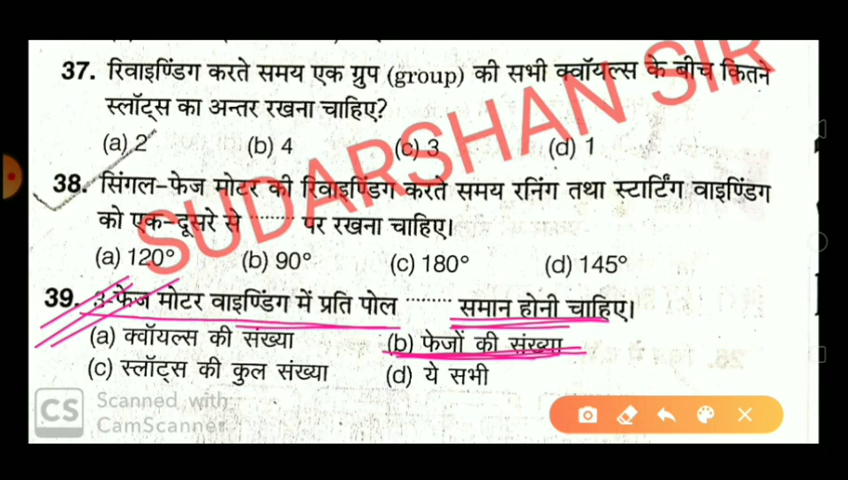 37. रिवाइण्डिंग करते समय एक ग्रुप (group) की सभी क्वॉयल्स के बीच कितने
स्लॉट्स का अन्तर रखना चाहिए?
(a) 2 (b) 4 (c) 3 (d) 1
38. सिंगल-फेज मोटर की रिवाइण्डिंग करते समय रनिंग तथा स्टार्टिंग वाइण्डिंग
को एक-दूसरे से ........ पर रखना चाहिए।
(a) 120° (b) 90° (c) 180° (d) 145°
39. 3-फेज मोटर वाइण्डिंग में प्रति पोल ........ समान होनी चाहिए।
(a) क्वॉयल्स की संख्या (b) फेजों की संख्या
(c) स्लॉट्स की कुल संख्या (d) ये सभी
SUDARSHAN SIR
CS Scanned with
CamScanner